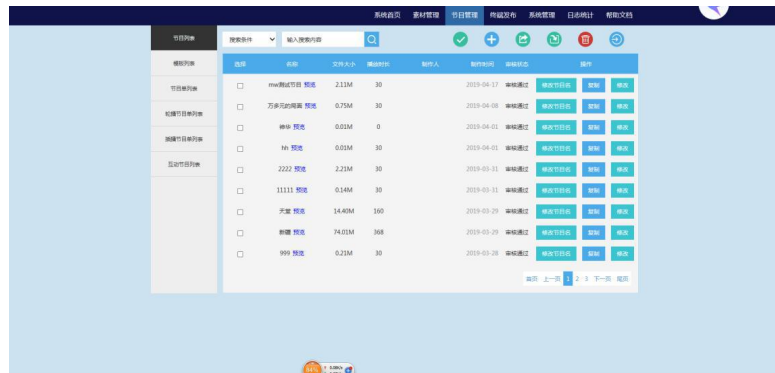 系统首页 素材管理 节目管理 终端发布 系统管理 日志统计 帮助文档
节目列表
模板列表
节目单列表
轮播节目单列表
插播节目单列表
互动节目列表
搜索条件 输入搜索内容
选择 名称 文件大小 播放时长 制作人 制作时间 审核状态 操作
mw测试节目 预览 2.11M 30 2019-04-17 审核通过 修改节目名 复制 修改
万多元的局面 预览 0.75M 30 2019-04-08 审核通过 修改节目名 复制 修改
预览 0.01M 0 2019-04-01 审核通过 修改节目名 复制 修改
hh 预览 0.01M 30 2019-04-01 审核通过 修改节目名 复制 修改
2222 预览 2.21M 30 2019-03-31 审核通过 修改节目名 复制 修改
11111 预览 0.14M 30 2019-03-31 审核通过 修改节目名 复制 修改
天堂 预览 14.40M 160 2019-03-29 审核通过 修改节目名 复制 修改
新疆 预览 74.01M 368 2019-03-29 审核通过 修改节目名 复制 修改
999 预览 0.21M 30 2019-03-28 审核通过 修改节目名 复制 修改
首页 上一页 1 2 3 下一页 尾页